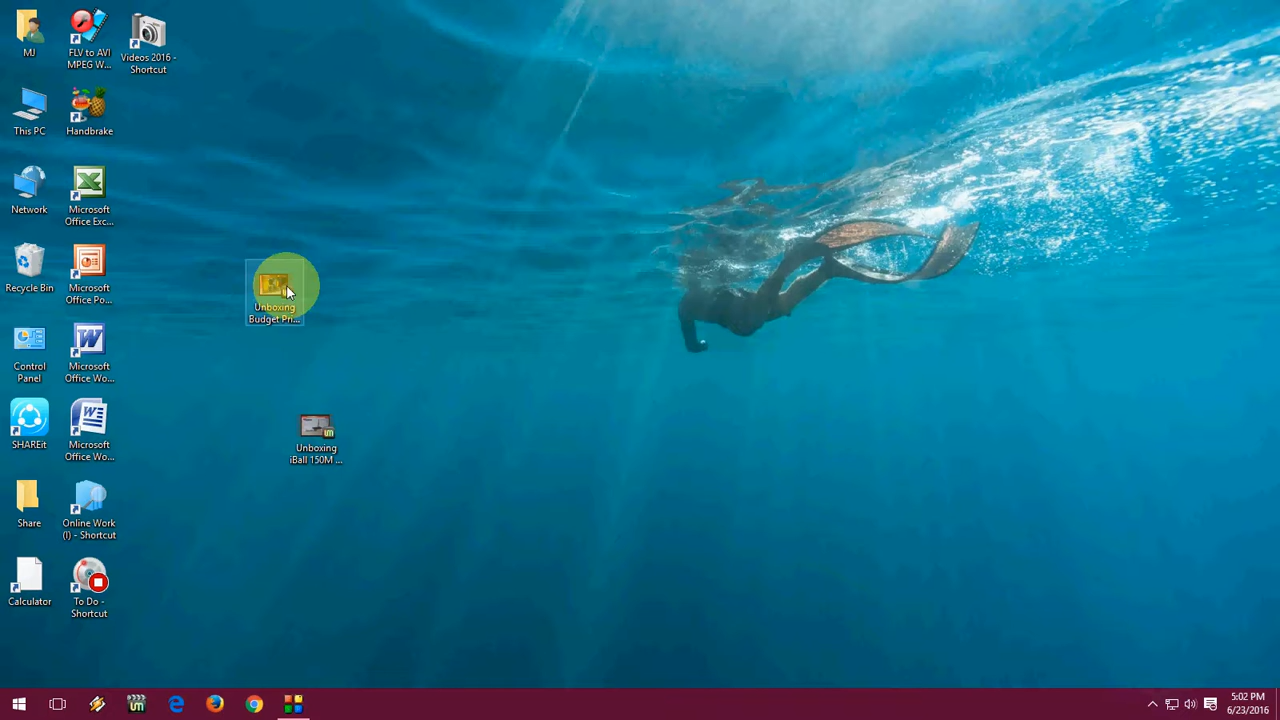 MJ
FLV to AVI
MPEG W...
Videos 2016 -
Shortcut
This PC
Handbrake
Network
Microsoft
Office Exc...
Recycle Bin
Microsoft
Office Po...
Unboxing
Budget Pri...
Control
Panel
Microsoft
Office Wo...
SHAREit
Microsoft
Office Wo...
Unboxing
iBall 150M ...
Share
Online Work
(I) - Shortcut
Calculator
To Do -
Shortcut
5:02 PM
6/23/2016